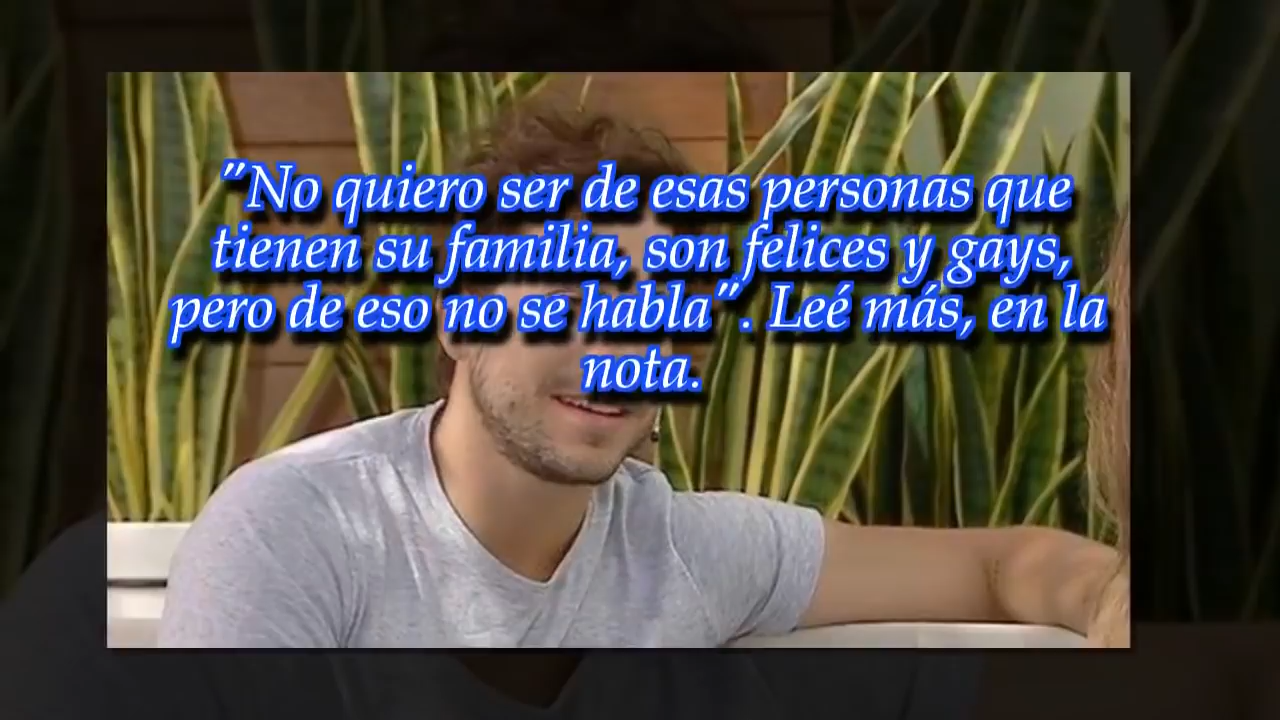 "No quiero ser de esas personas que
tienen su familia, son felices y gays,
pero de eso no se habla". Leé más, en la
nota.